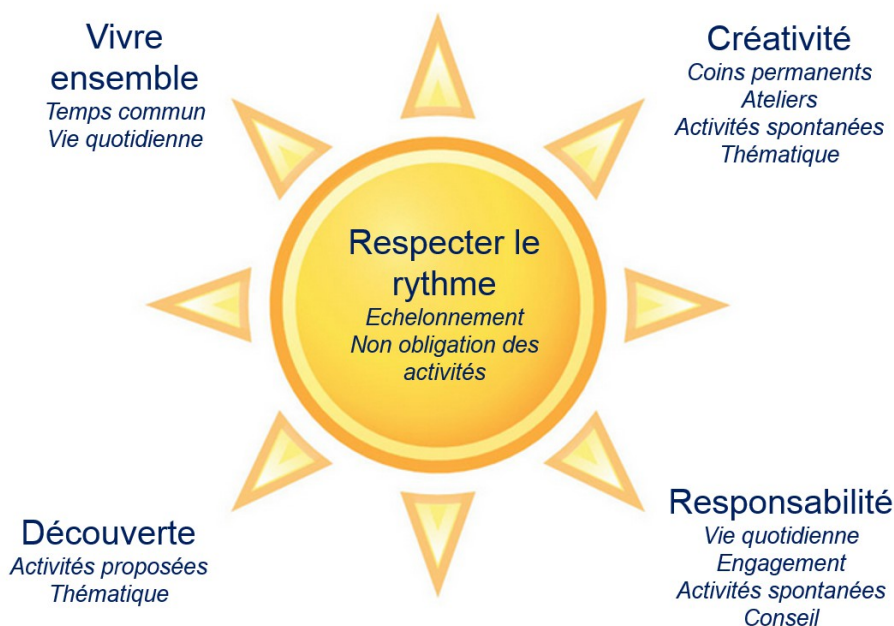 Vivre
ensemble
Temps commun
Vie quotidienne
Créativité
Coins permanents
Ateliers
Activités spontanées
Thématique
Respecter le
rythme
Echelonnement
Non obligation des
activités
Découverte
Activités proposées
Thématique
Responsabilité
Vie quotidienne
Engagement
Activités spontanées
Conseil